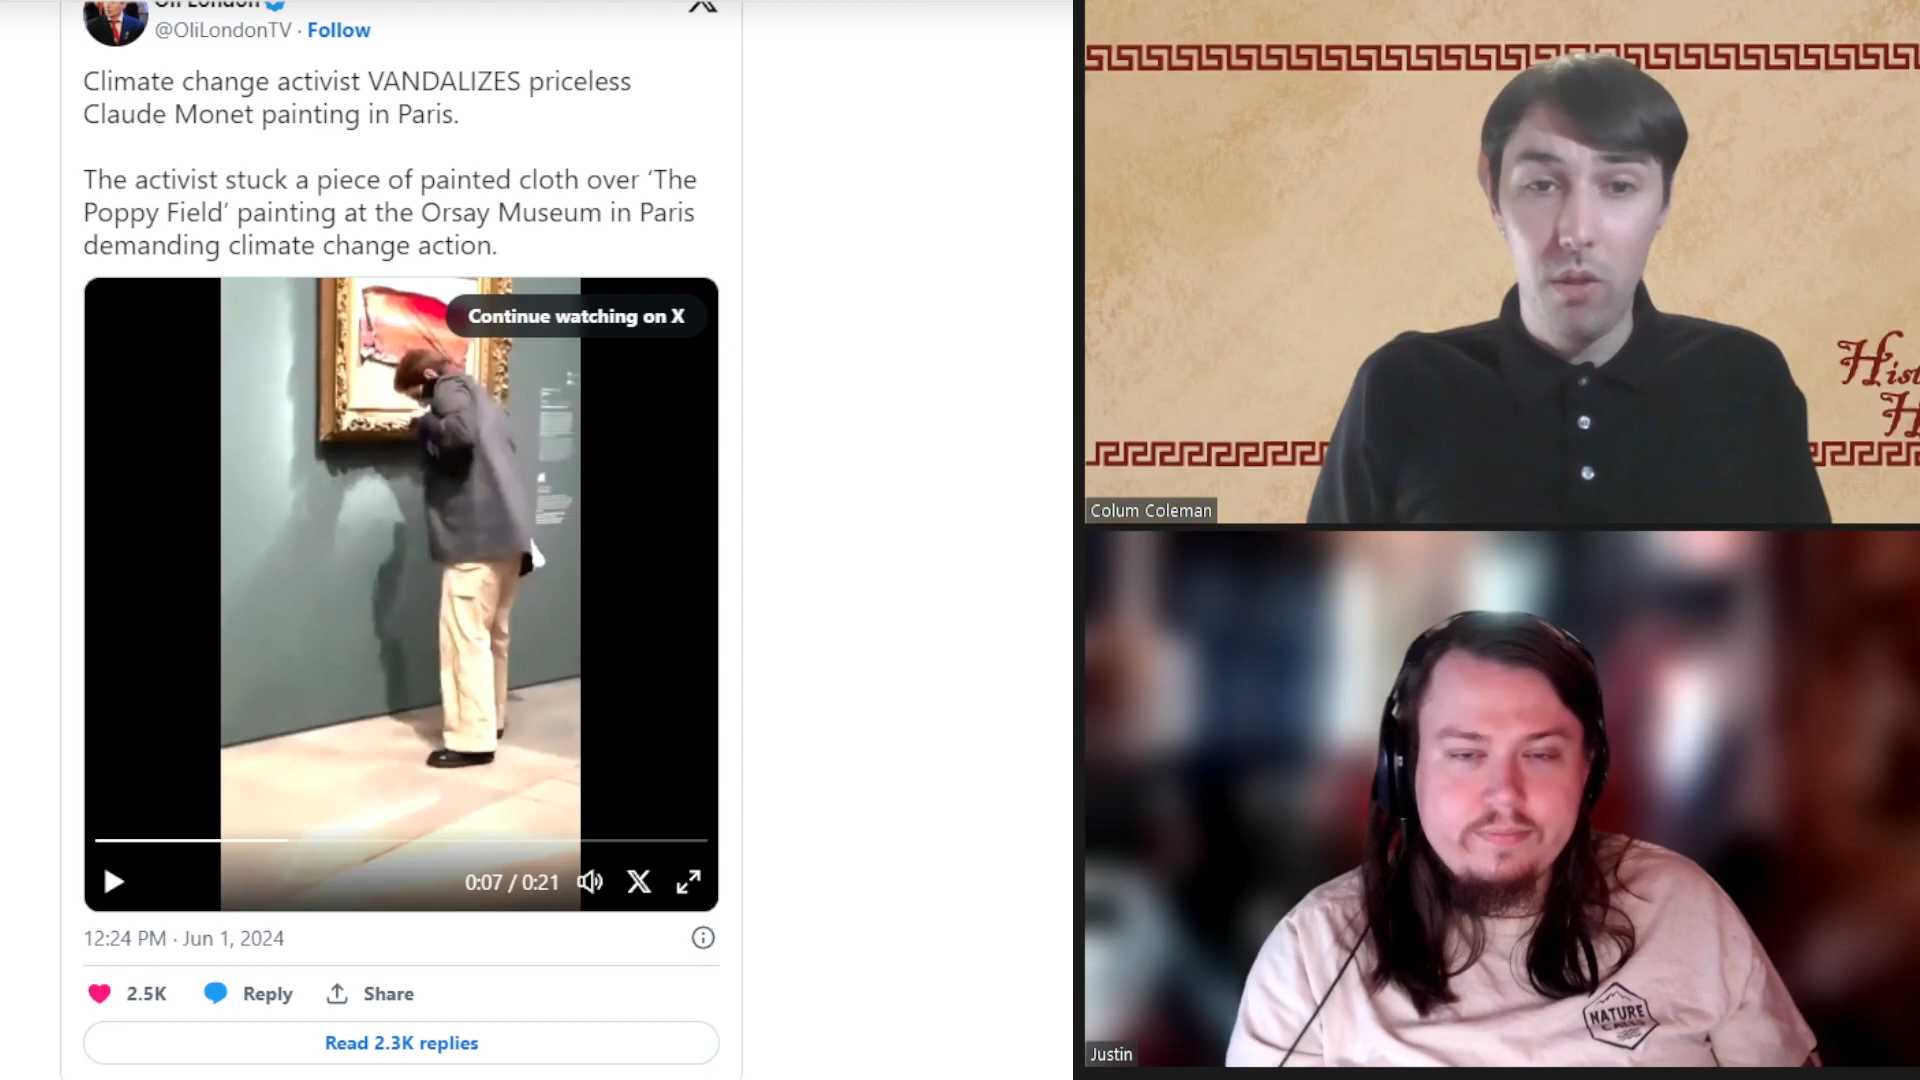 Oli London
@OliLondonTV · Follow
Climate change activist VANDALIZES priceless
Claude Monet painting in Paris.
The activist stuck a piece of painted cloth over ‘The
Poppy Field’ painting at the Orsay Museum in Paris
demanding climate change action.
Continue watching on X
0:07 / 0:21
12:24 PM · Jun 1, 2024
2.5K
Reply
Share
Read 2.3K replies
Colum Coleman
NATURE
Justin